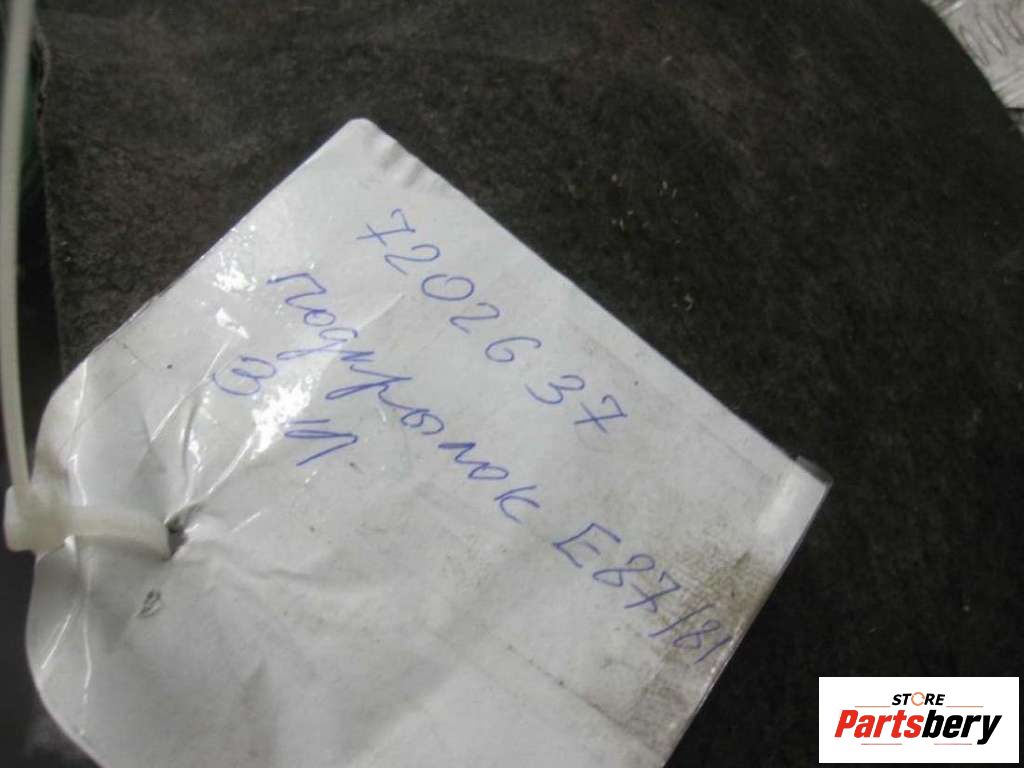 7202637
подкрылок E87/81
З Л
STORE
Partsbery